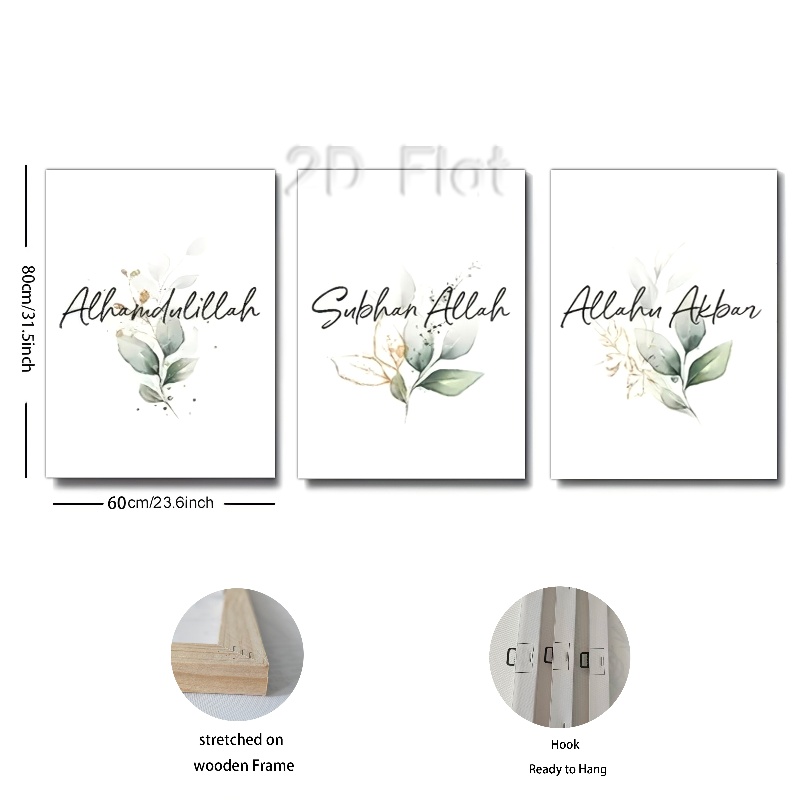 2D Flat
Alhamdulillah
Subhan Allah
Allahu Akbar
80cm/31.5inch
60cm/23.6inch
stretched on
wooden Frame
Hook
Ready to Hang